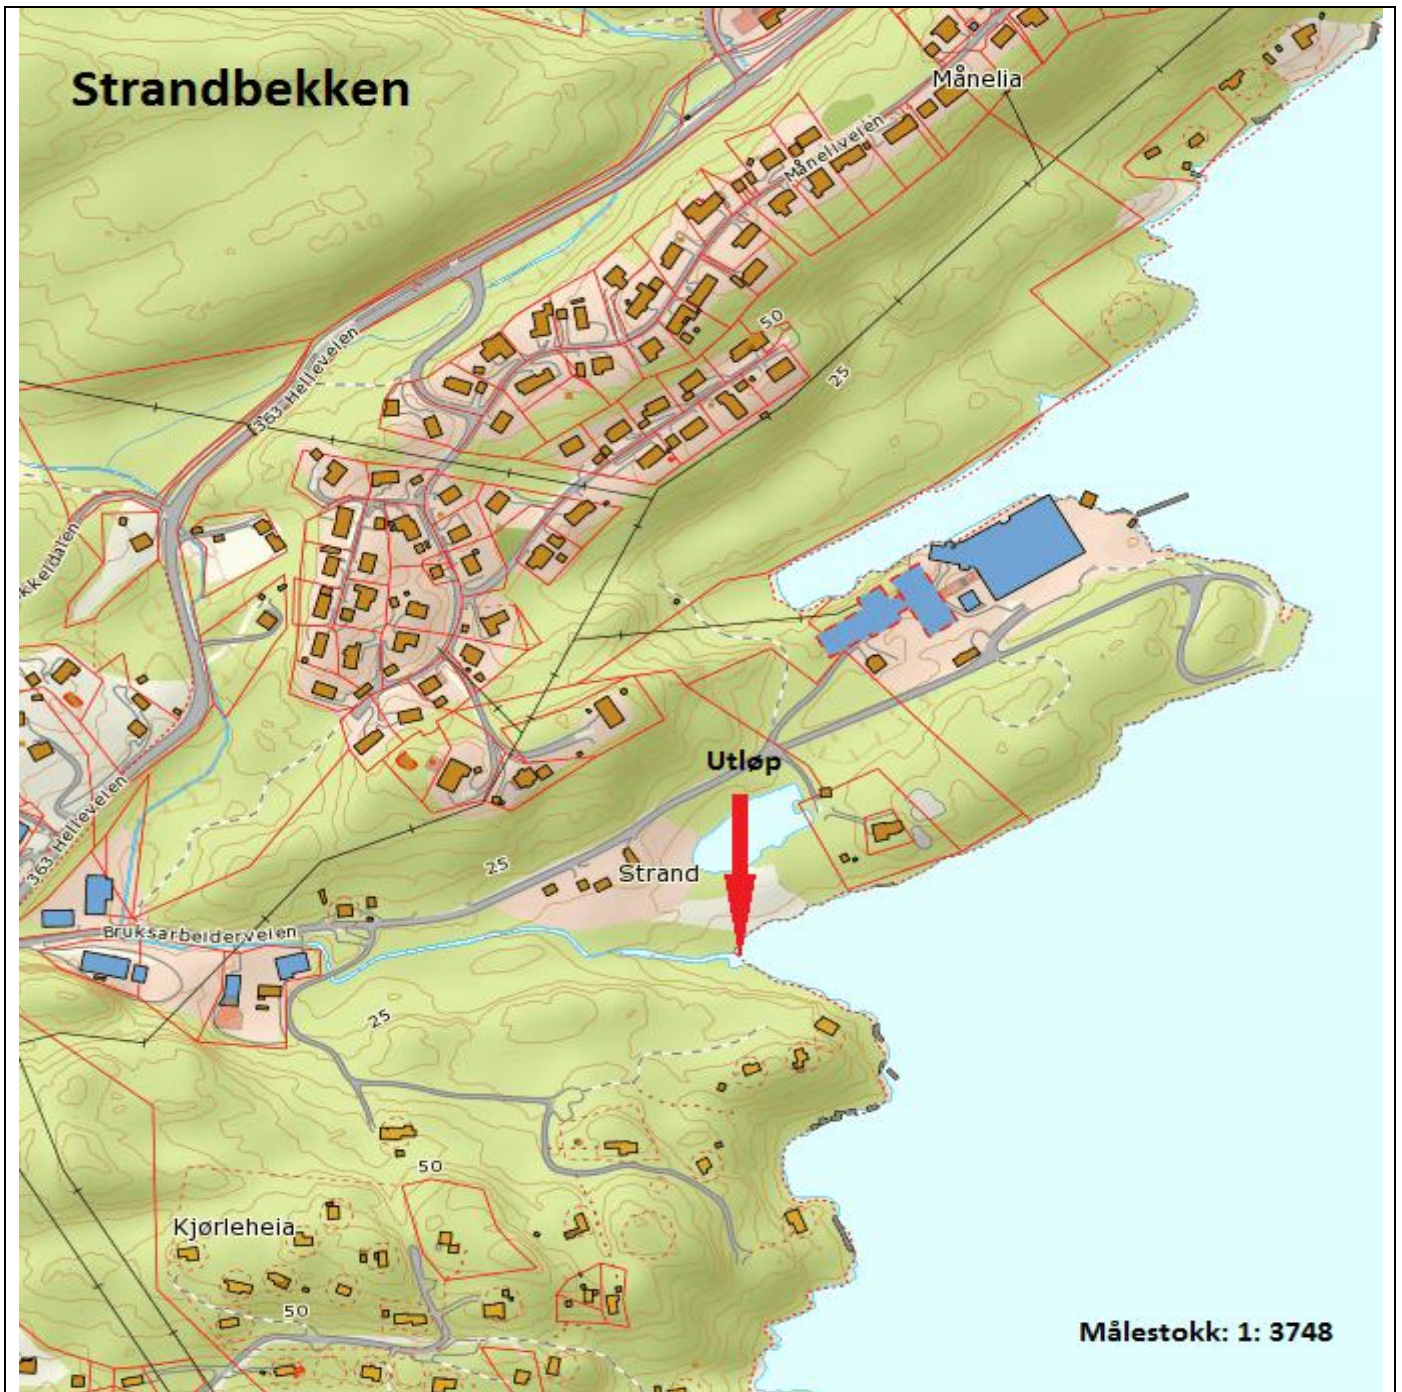 Strandbekken
Månelia
Måneliveien
50
25
363 Helleveien
kkeldalen
Utløp
363 Helleveien
25
Strand
Bruksarbeiderveien
25
50
Kjørleheia
50
Målestokk: 1: 3748